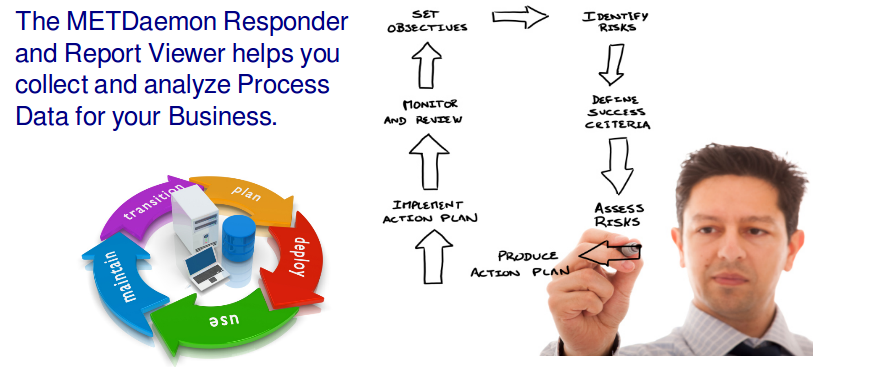 The METDaemon Responder
and Report Viewer helps you
collect and analyze Process
Data for your Business.
SET
OBJECTIVES
IDENTIFY
RISKS
DEFINE
SUCCESS
CRITERIA
ASSESS
RISKS
PRODUCE
ACTION PLAN
IMPLEMENT
ACTION PLAN
MONITOR
AND REVIEW
transition
plan
deploy
use
maintain